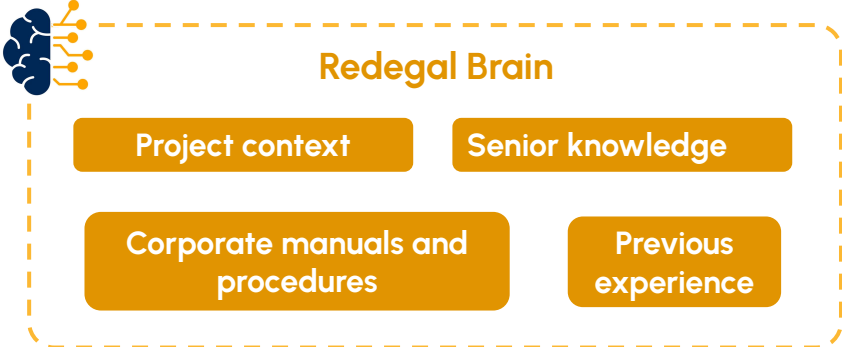 Redegal Brain
Project context
Senior knowledge
Corporate manuals and
procedures
Previous
experience